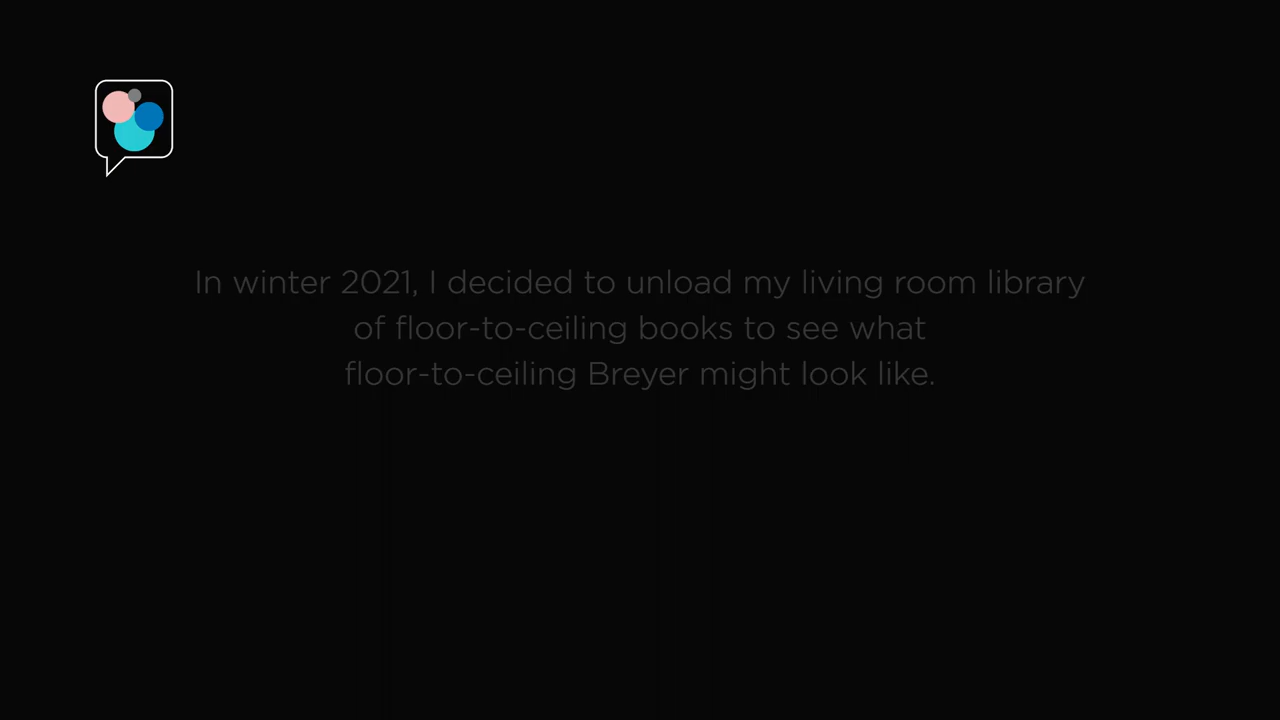 In winter 2021, I decided to unload my living room library
of floor-to-ceiling books to see what
floor-to-ceiling Breyer might look like.